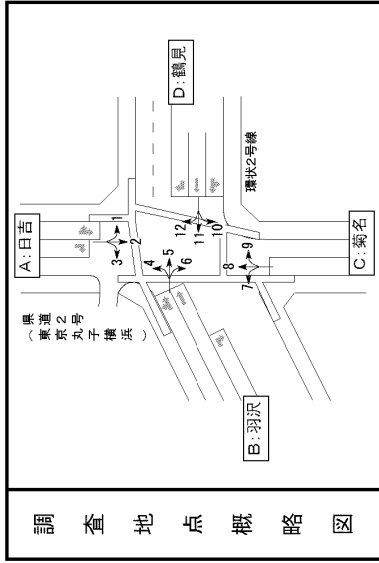 調査地点概略図
A:日吉
県道2号
(東京丸子横浜)
D:鶴見
環状2号線
B:羽沢
C:菊名
1
2
3
4
5
6
7
8
9
10
11
12